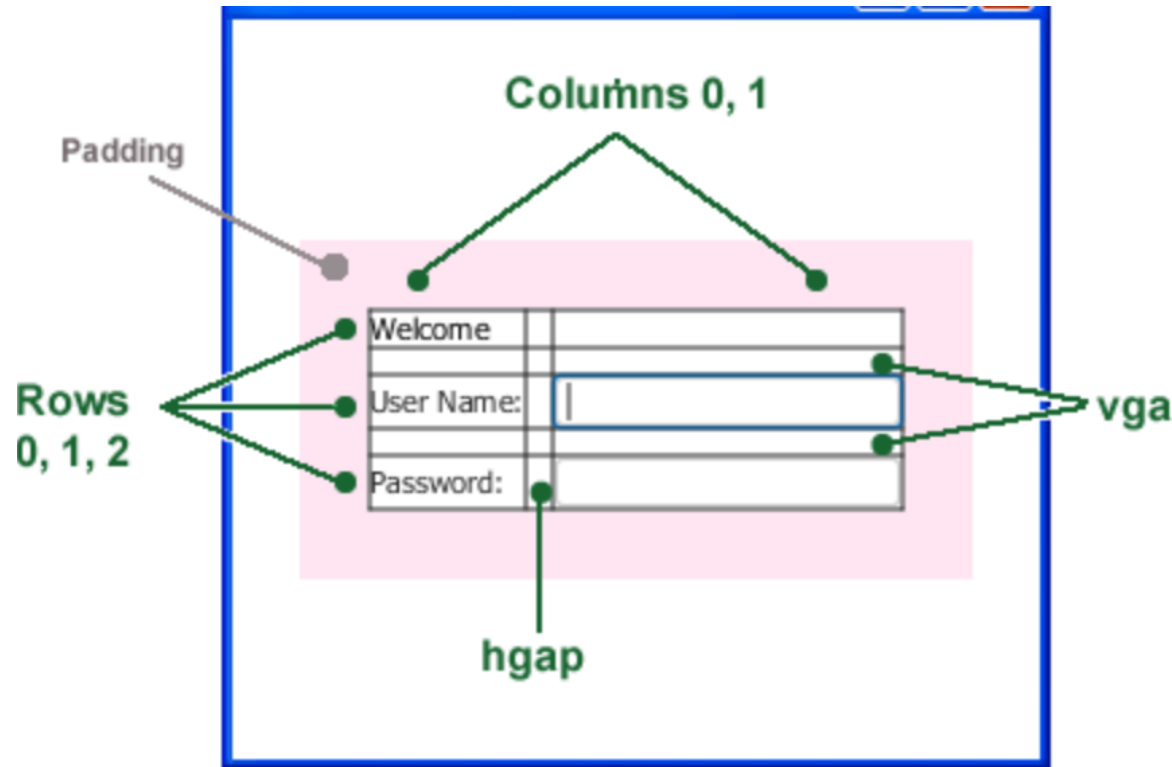 Columns 0, 1
Padding
Welcome
Rows
0, 1, 2
User Name:
vga
Password:
hgap